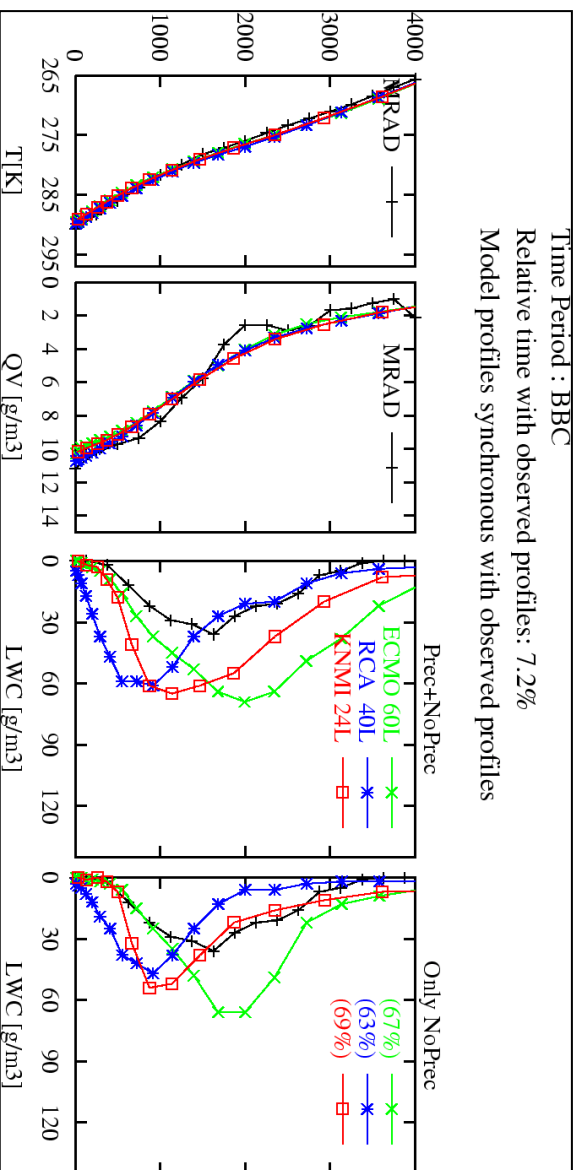 Time Period : BBC
Relative time with observed profiles: 7.2%
Model profiles synchronous with observed profiles
Prec+NoPrec
Only NoPrec
4000
3000
2000
1000
0
MRAD
265 275 285 295
T[K]
MRAD
0 2 4 6 8 10 12 14
QV [g/m3]
ECMO 60L
RCA 40L
KNMI 24L
0 30 60 90 120
LWC [g/m3]
(67%)
(63%)
(69%)
0 30 60 90 120
LWC [g/m3]